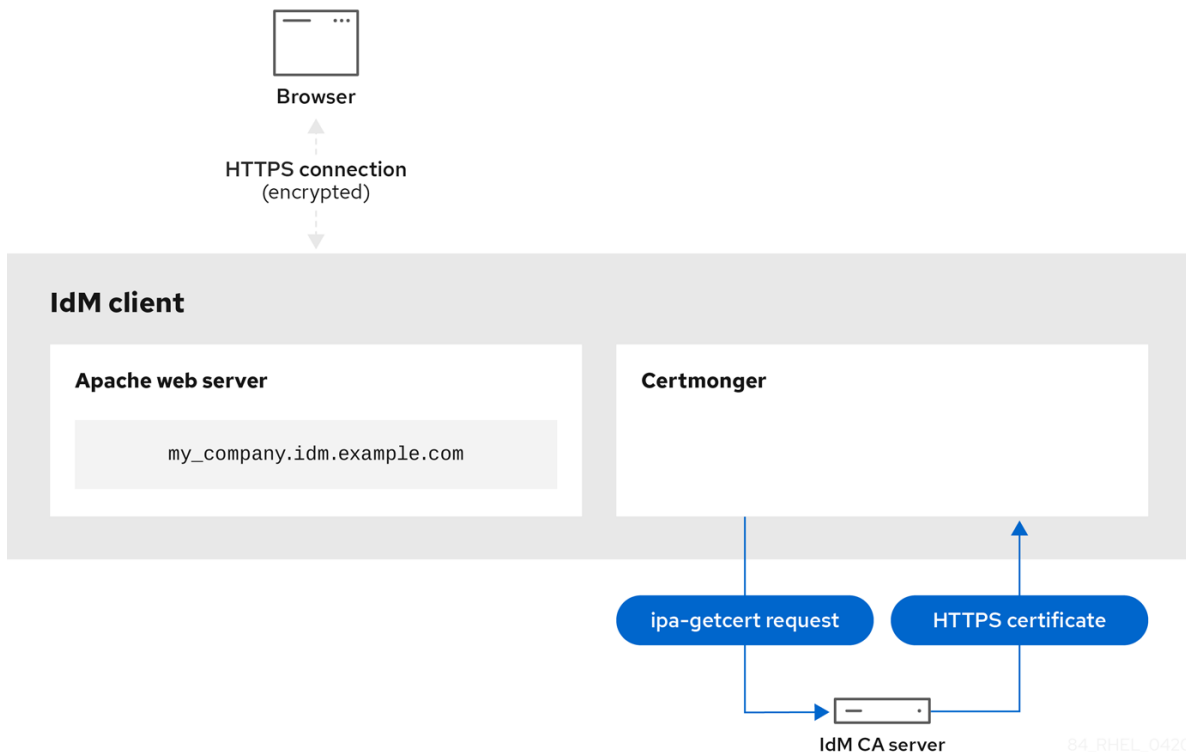 Browser
HTTPS connection
(encrypted)
IdM client
Apache web server
my_company.idm.example.com
Certmonger
ipa-getcert request
HTTPS certificate
IdM CA server
84_RHEL_0420